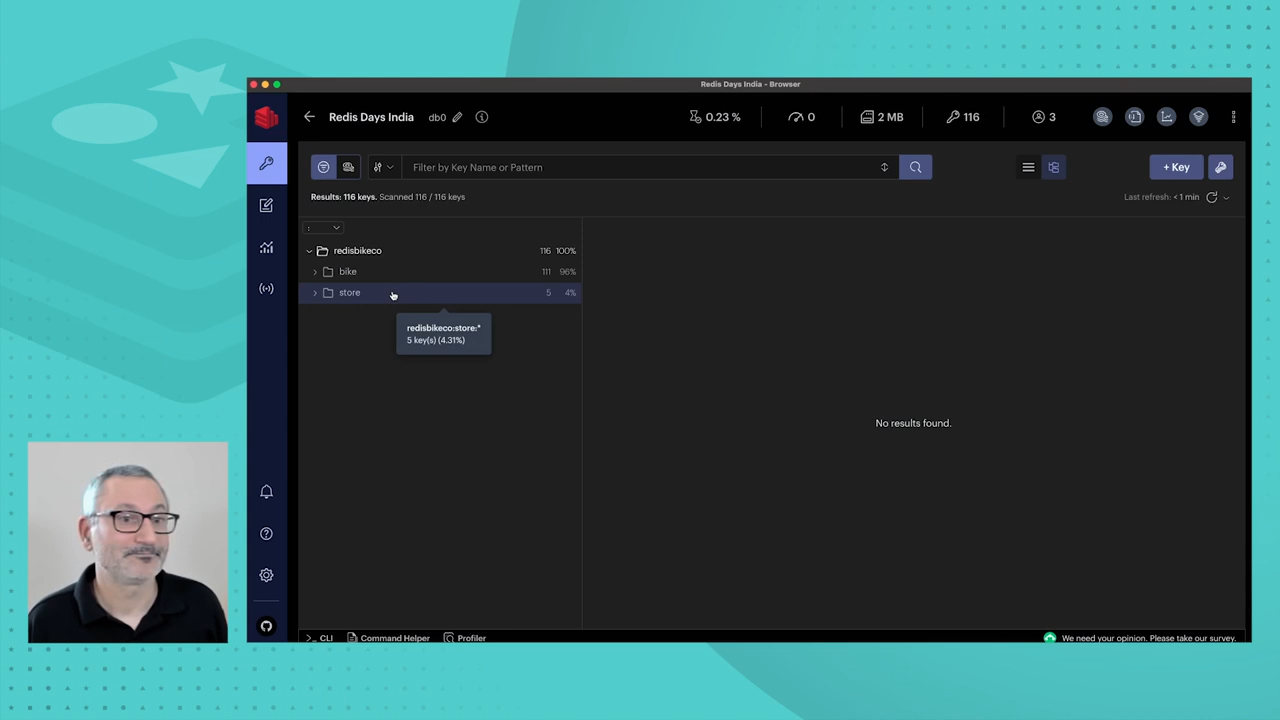 Redis Days India - Browser
Redis Days India db0 0.23 % 0 2 MB 116 3
Filter by Key Name or Pattern + Key
Results: 116 keys. Scanned 116 / 116 keys Last refresh: < 1 min
:
redisbikeco 116 100%
bike 111 96%
store 5 4%
redisbikeco:store:*
5 key(s) (4.31%)
No results found.
>_ CLI Command Helper Profiler We need your opinion. Please take our survey.